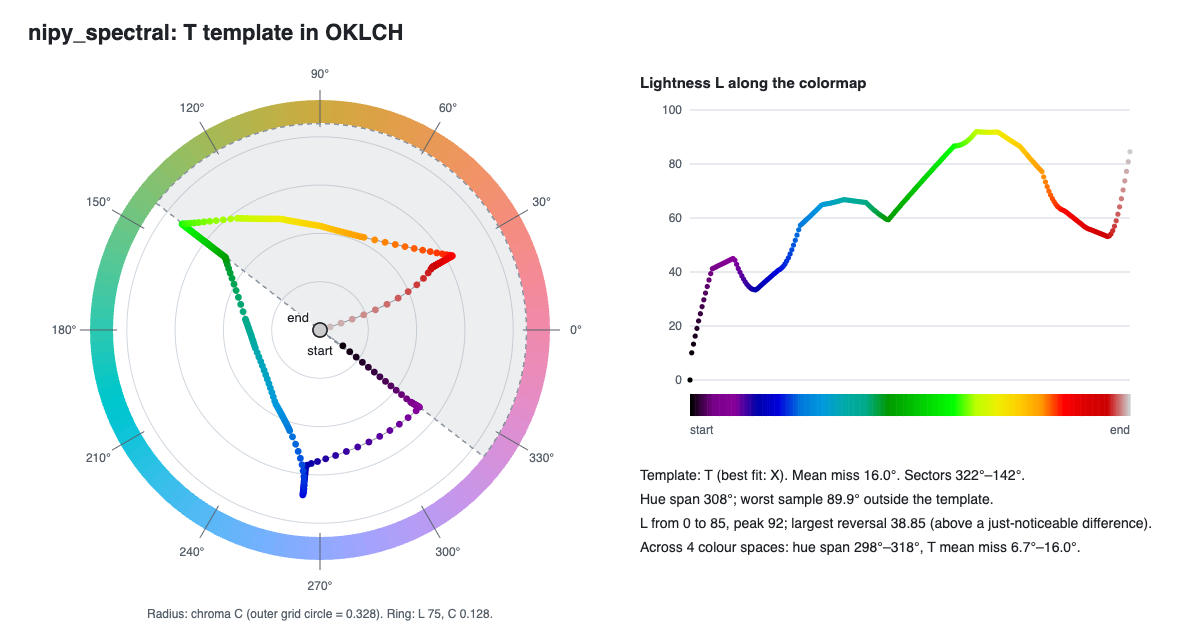 nipy_spectral: T template in OKLCH
90°
120°
60°
150°
30°
180°
0°
210°
330°
240°
300°
270°
end
start
Radius: chroma C (outer grid circle = 0.328). Ring: L 75, C 0.128.
Lightness L along the colormap
100
80
60
40
20
0
start
end
Template: T (best fit: X). Mean miss 16.0°. Sectors 322°–142°.
Hue span 308°; worst sample 89.9° outside the template.
L from 0 to 85, peak 92; largest reversal 38.85 (above a just-noticeable difference).
Across 4 colour spaces: hue span 298°–318°, T mean miss 6.7°–16.0°.